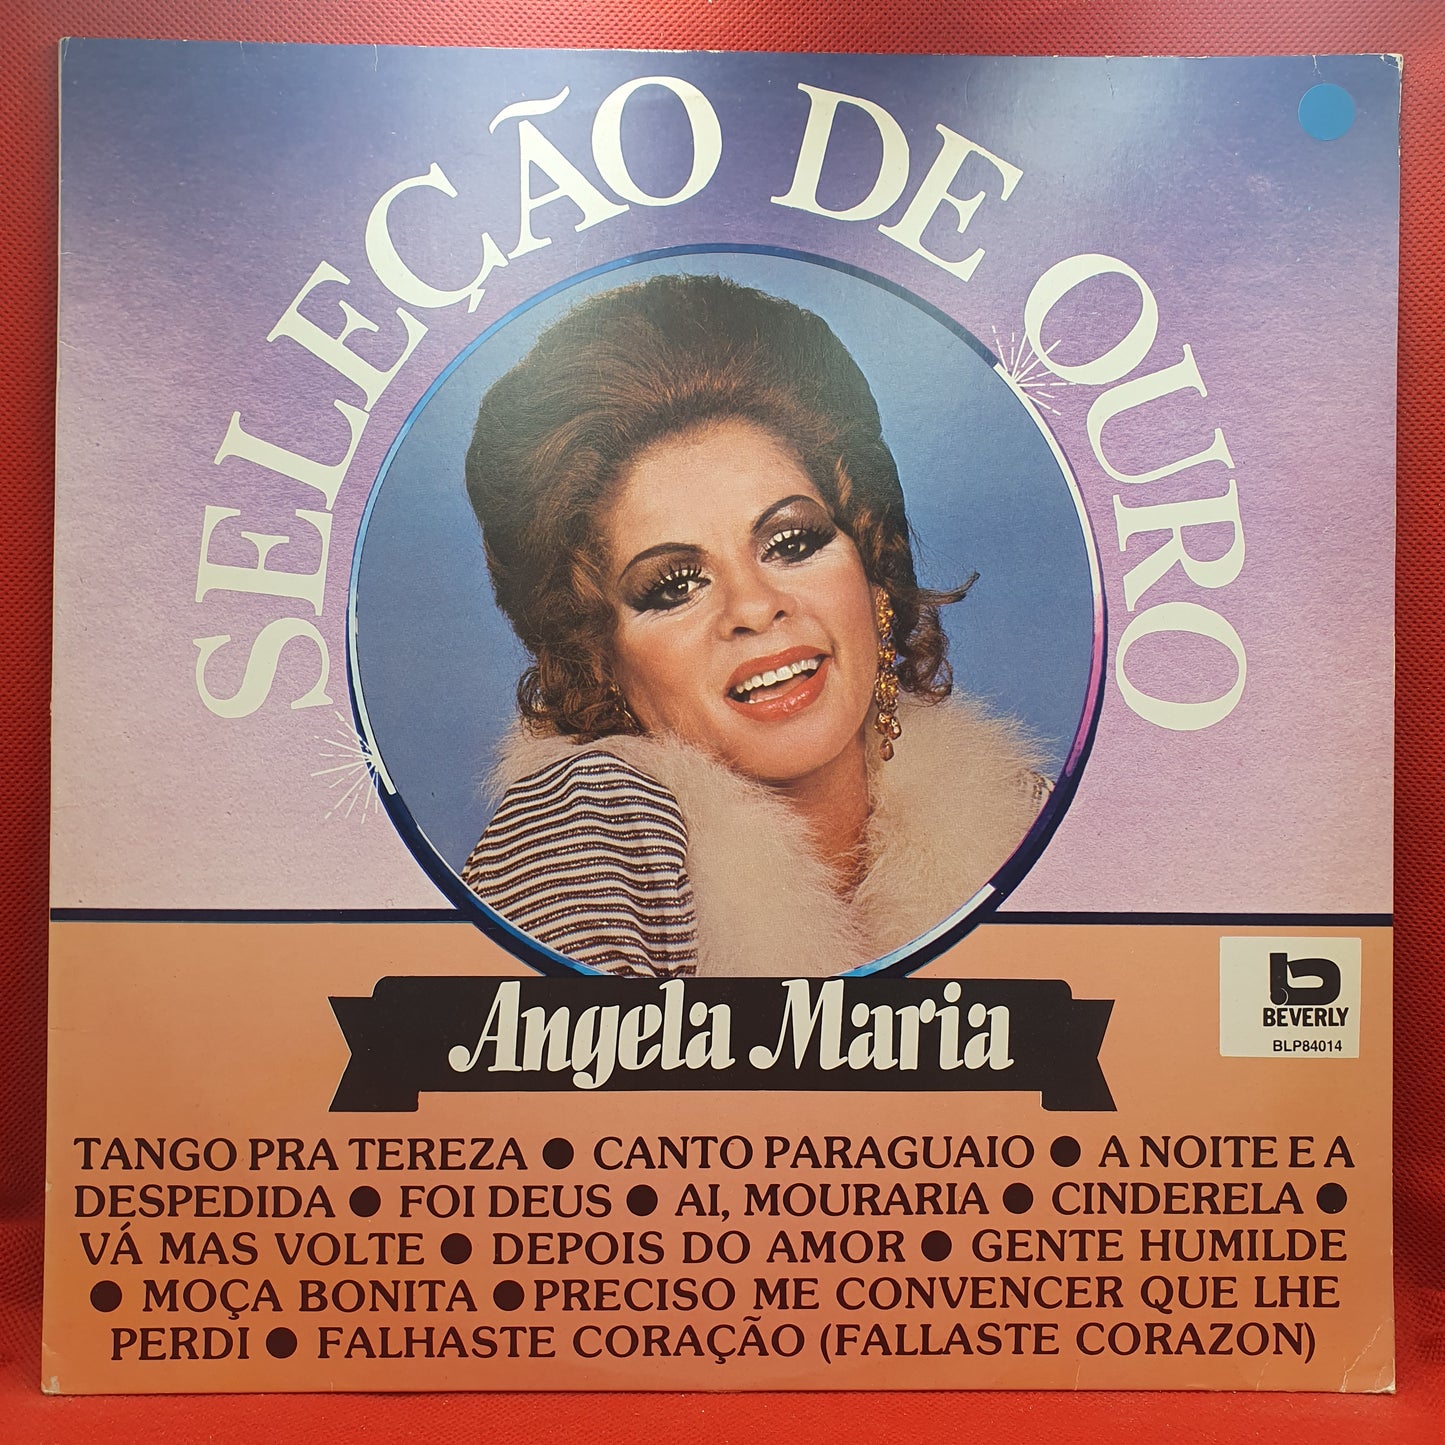 SELEÇÃO DE OURO
Angela Maria
BEVERLY
BLP84014
TANGO PRA TEREZA ● CANTO PARAGUAIO ● A NOITE E A
DESPEDIDA ● FOI DEUS ● AI, MOURARIA ● CINDERELA ●
VÁ MAS VOLTE ● DEPOIS DO AMOR ● GENTE HUMILDE
● MOÇA BONITA ● PRECISO ME CONVENCER QUE LHE
PERDI ● FALHASTE CORAÇÃO (FALLASTE CORAZON)